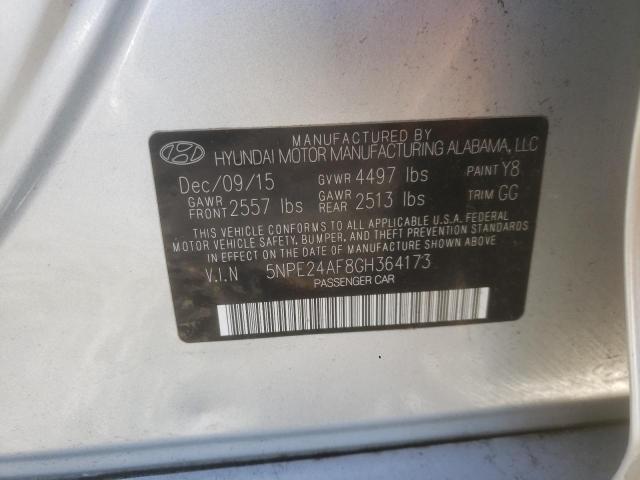 MANUFACTURED BY
HYUNDAI MOTOR MANUFACTURING ALABAMA, LLC
Dec/09/15 GVWR 4497 lbs PAINT Y8
GAWR FRONT 2557 lbs GAWR REAR 2513 lbs TRIM GG
THIS VEHICLE CONFORMS TO ALL APPLICABLE U.S.A. FEDERAL
MOTOR VEHICLE SAFETY, BUMPER, AND THEFT PREVENTION STANDARDS
IN EFFECT ON THE DATE OF MANUFACTURE SHOWN ABOVE.
V.I.N 5NPE24AF8GH364173
PASSENGER CAR